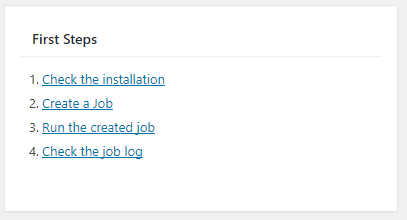 First Steps
1. Check the installation
2. Create a Job
3. Run the created job
4. Check the job log